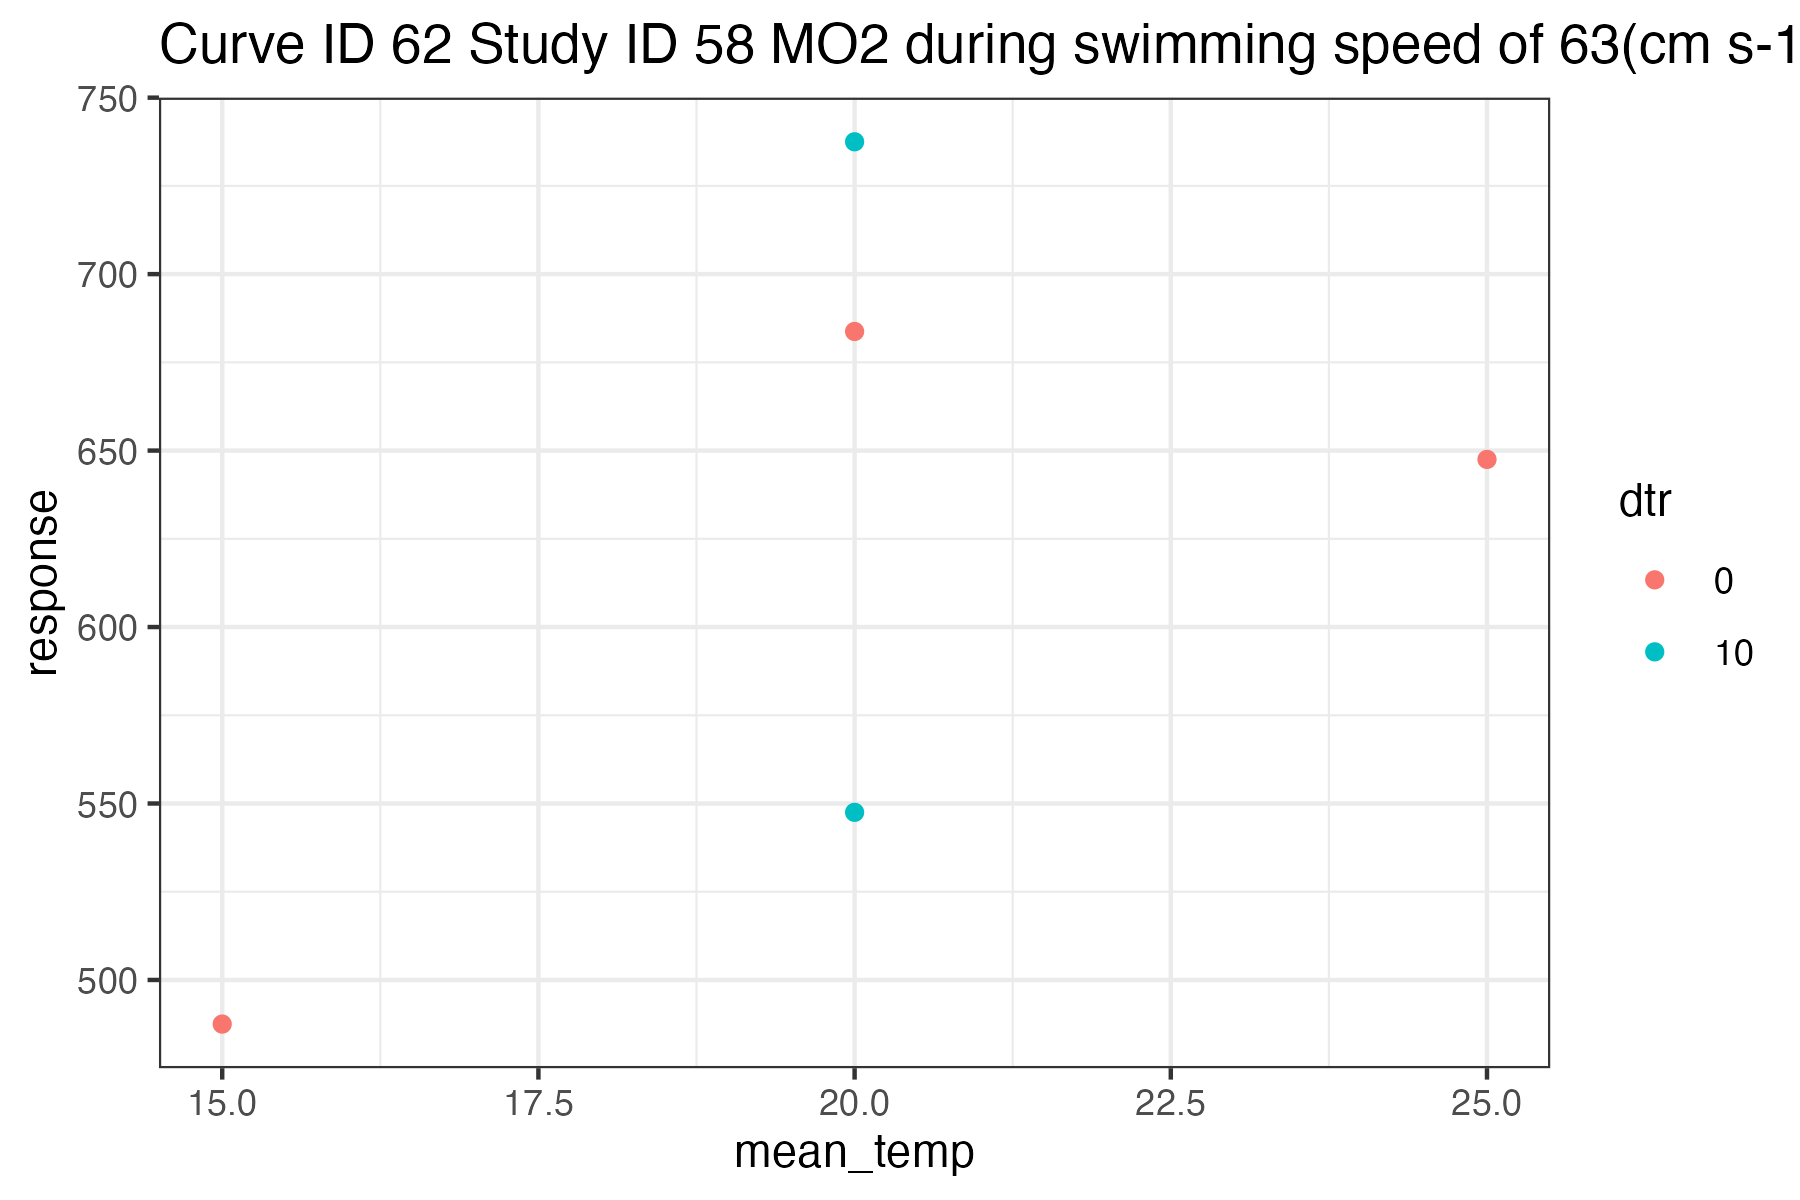 Curve ID 62 Study ID 58 MO2 during swimming speed of 63(cm s-1
750
700
650
600
550
500
response
15.0 17.5 20.0 22.5 25.0
mean_temp
dtr
0
10